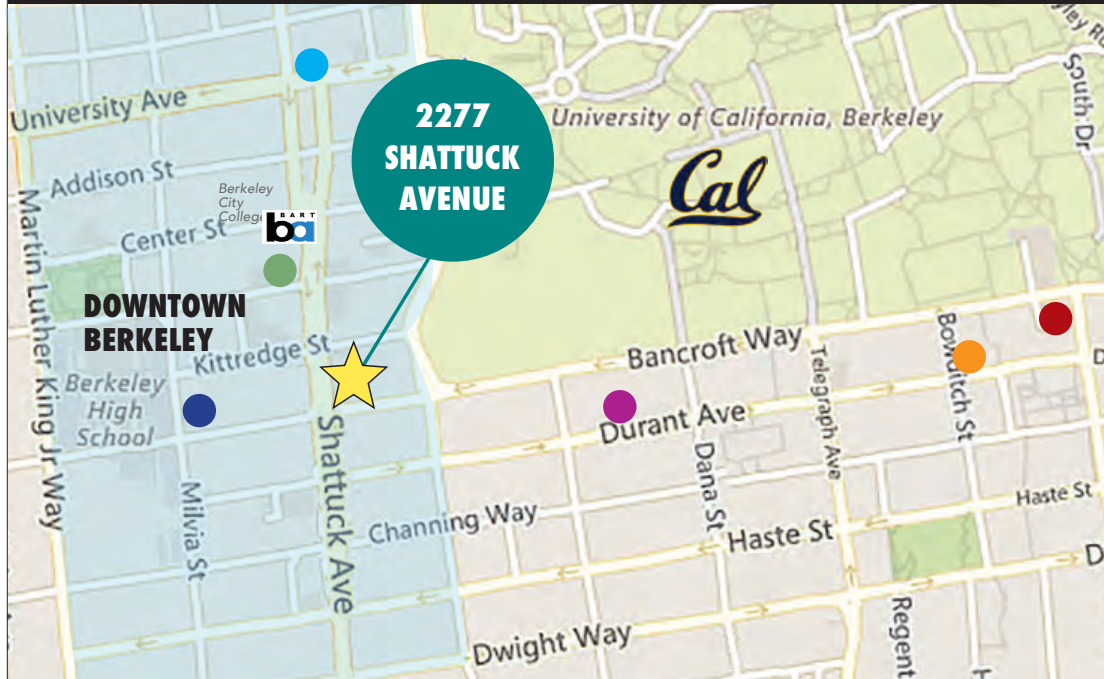 University Ave
2277
SHATTUCK
AVENUE
University of California, Berkeley
South Dr
Addison St
Berkeley
City
College
BART
ba
Cal
Center St
Martin Luther King Jr Way
DOWNTOWN
BERKELEY
Kittredge St
Bancroft Way
Bowditch St
Telegraph Ave
Berkeley
High
School
Durant Ave
Shattuck Ave
Dana St
Milvia St
Channing Way
Haste St
Haste St
D
D
Dwight Way
Regent
H